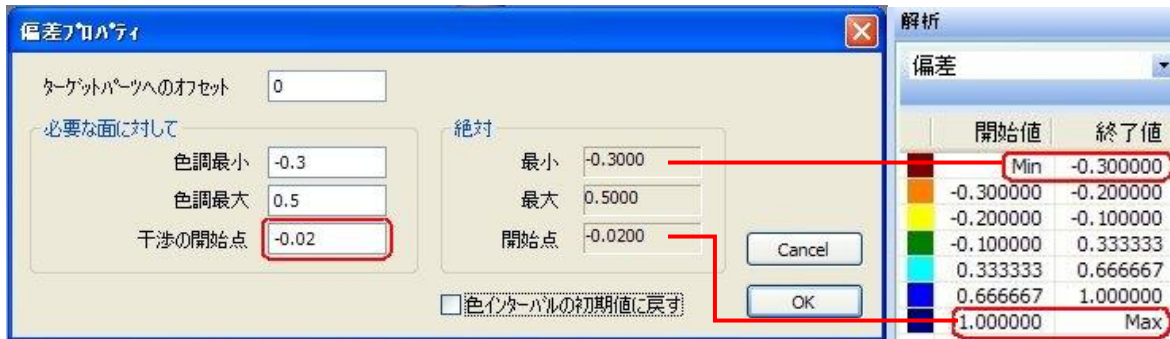 偏差プロパティ
ターゲットパーツへのオフセット 0
必要な面に対して
色調最小 -0.3
色調最大 0.5
干渉の開始点 -0.02
絶対
最小 -0.3000
最大 0.5000
開始点 -0.0200
色インターバルの初期値に戻す
Cancel
OK
解析
偏差
開始値 終了値
Min -0.300000
-0.300000 -0.200000
-0.200000 -0.100000
-0.100000 0.333333
0.333333 0.666667
0.666667 1.000000
1.000000 Max